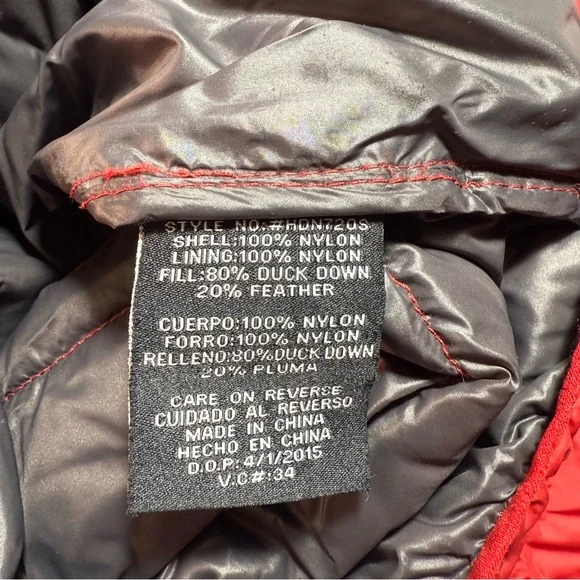 STYLE NO.:#HDN720S
SHELL:100% NYLON
LINING:100% NYLON
FILL:80% DUCK DOWN
20% FEATHER
CUERPO:100% NYLON
FORRO:100% NYLON
RELLENO:80%DUCK DOWN
20% PLUMA
CARE ON REVERSE
CUIDADO AL REVERSO
MADE IN CHINA
HECHO EN CHINA
D.O.P: 4/1/2015
V.C#:34